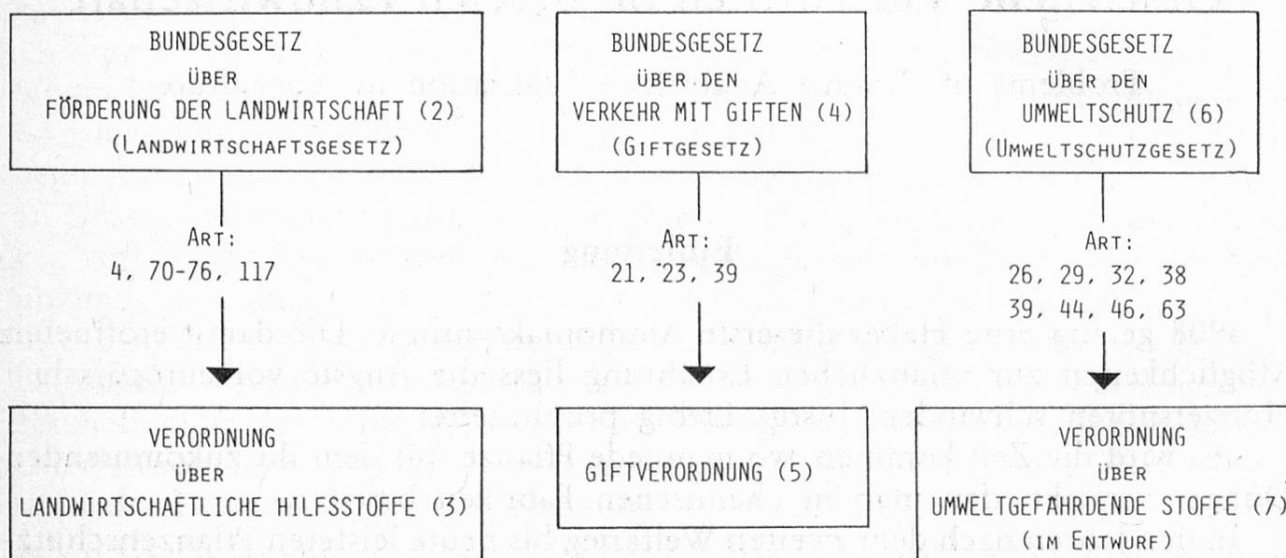 BUNDESGESETZ
ÜBER
FÖRDERUNG DER LANDWIRTSCHAFT (2)
(LANDWIRTSCHAFTSGESETZ)
BUNDESGESETZ
ÜBER DEN
VERKEHR MIT GIFTEN (4)
(GIFTGESETZ)
BUNDESGESETZ
ÜBER DEN
UMWELTSCHUTZ (6)
(UMWELTSCHUTZGESETZ)
ART:
4, 70-76, 117
ART:
21, 23, 39
ART:
26, 29, 32, 38
39, 44, 46, 63
VERORDNUNG
ÜBER
LANDWIRTSCHAFTLICHE HILFSSTOFFE (3)
GIFTVERORDNUNG (5)
VERORDNUNG
ÜBER
UMWELTGEFÄHRDENDE STOFFE (7)
(IM ENTWURF)